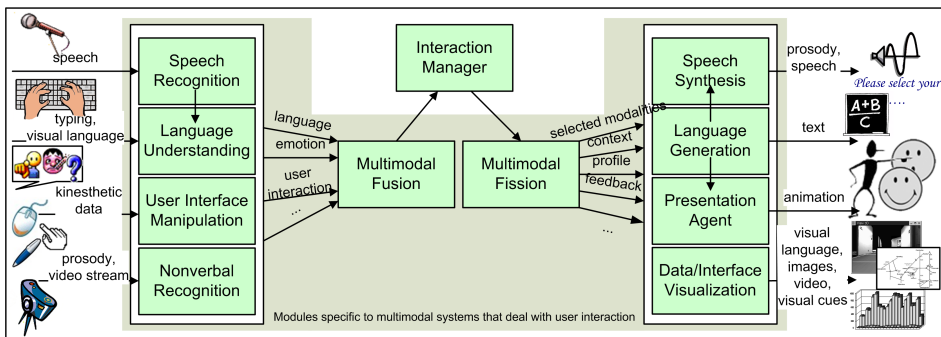 speech
typing,
visual language
kinesthetic
data
prosody,
video stream
Speech
Recognition
Language
Understanding
User Interface
Manipulation
Nonverbal
Recognition
language
emotion
user
interaction
...
Multimodal
Fusion
Interaction
Manager
Multimodal
Fission
selected modalities
context
profile
feedback
...
Speech
Synthesis
Language
Generation
Presentation
Agent
Data/Interface
Visualization
prosody,
speech
Please select your
....
A+B
C
text
animation
visual
language,
images,
video,
visual cues
Modules specific to multimodal systems that deal with user interaction